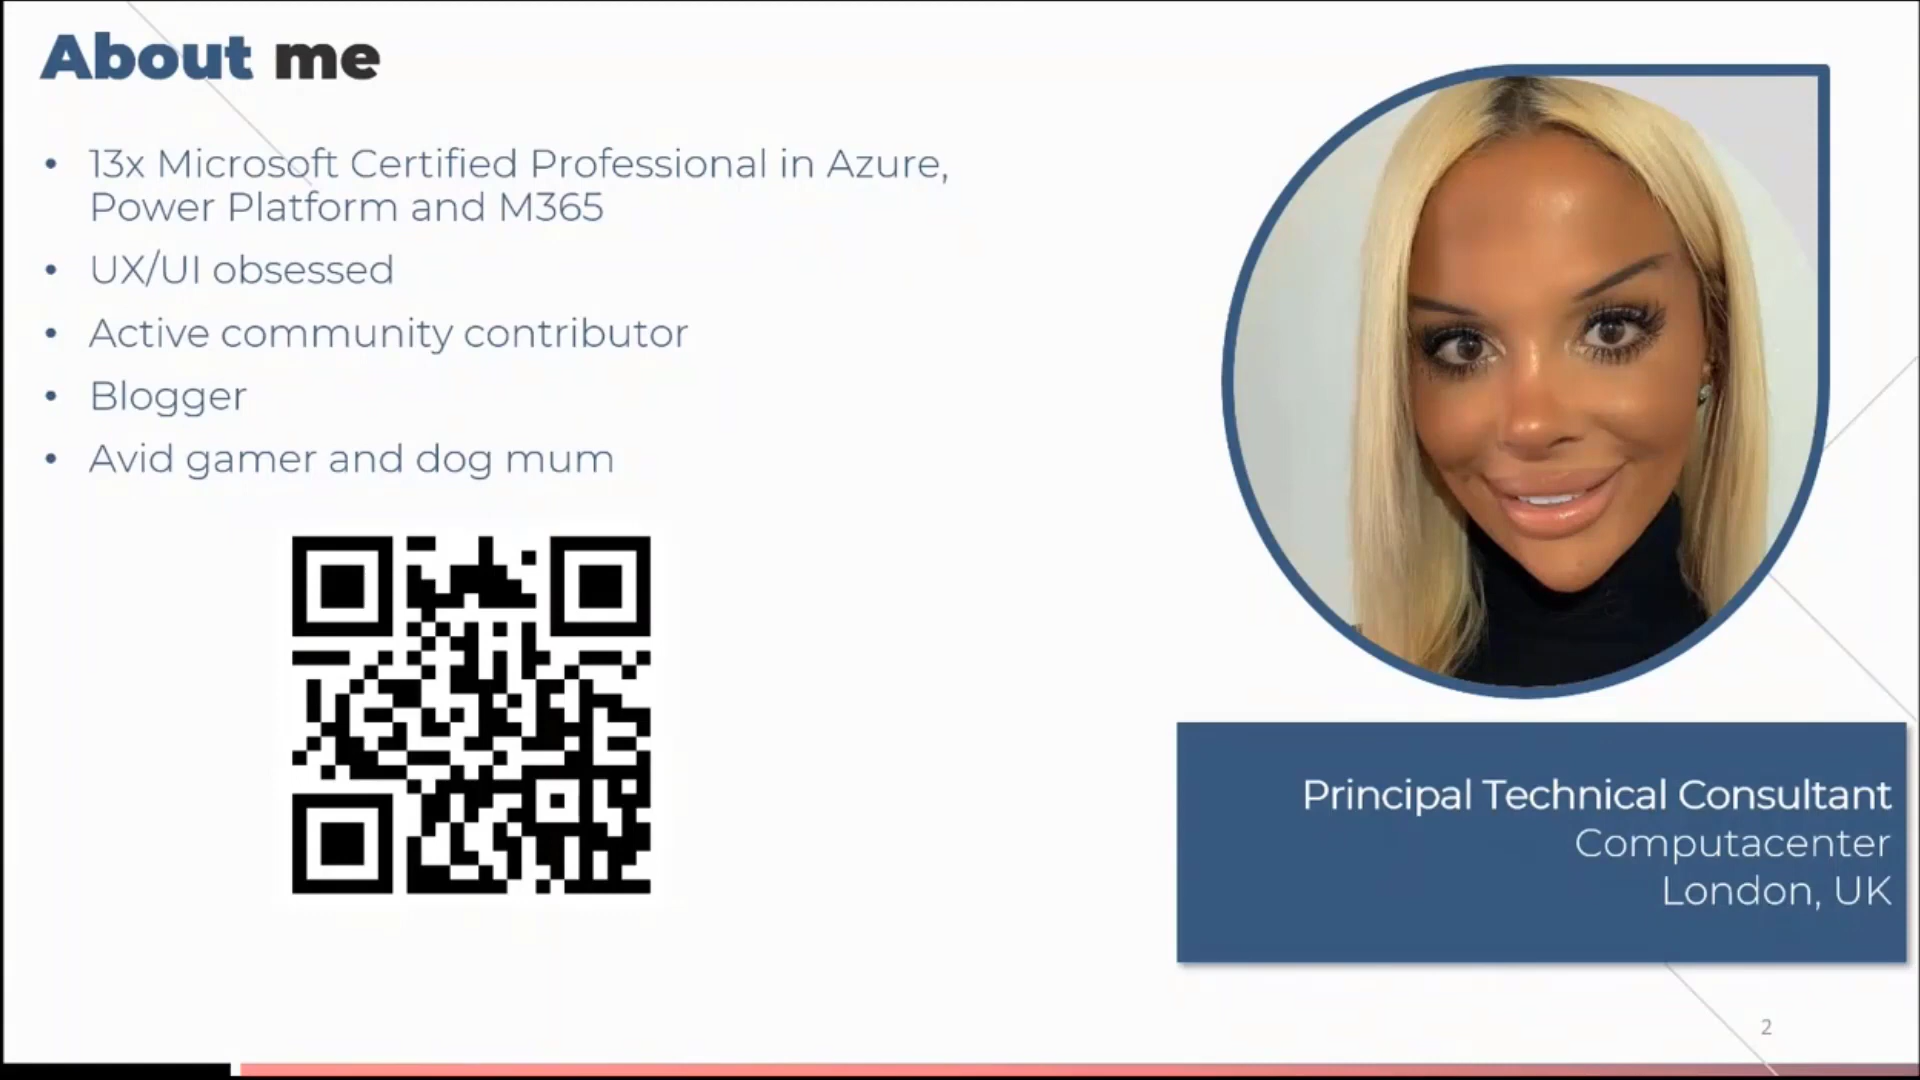 About me
• 13x Microsoft Certified Professional in Azure,
Power Platform and M365
• UX/UI obsessed
• Active community contributor
• Blogger
• Avid gamer and dog mum
Principal Technical Consultant
Computacenter
London, UK
2